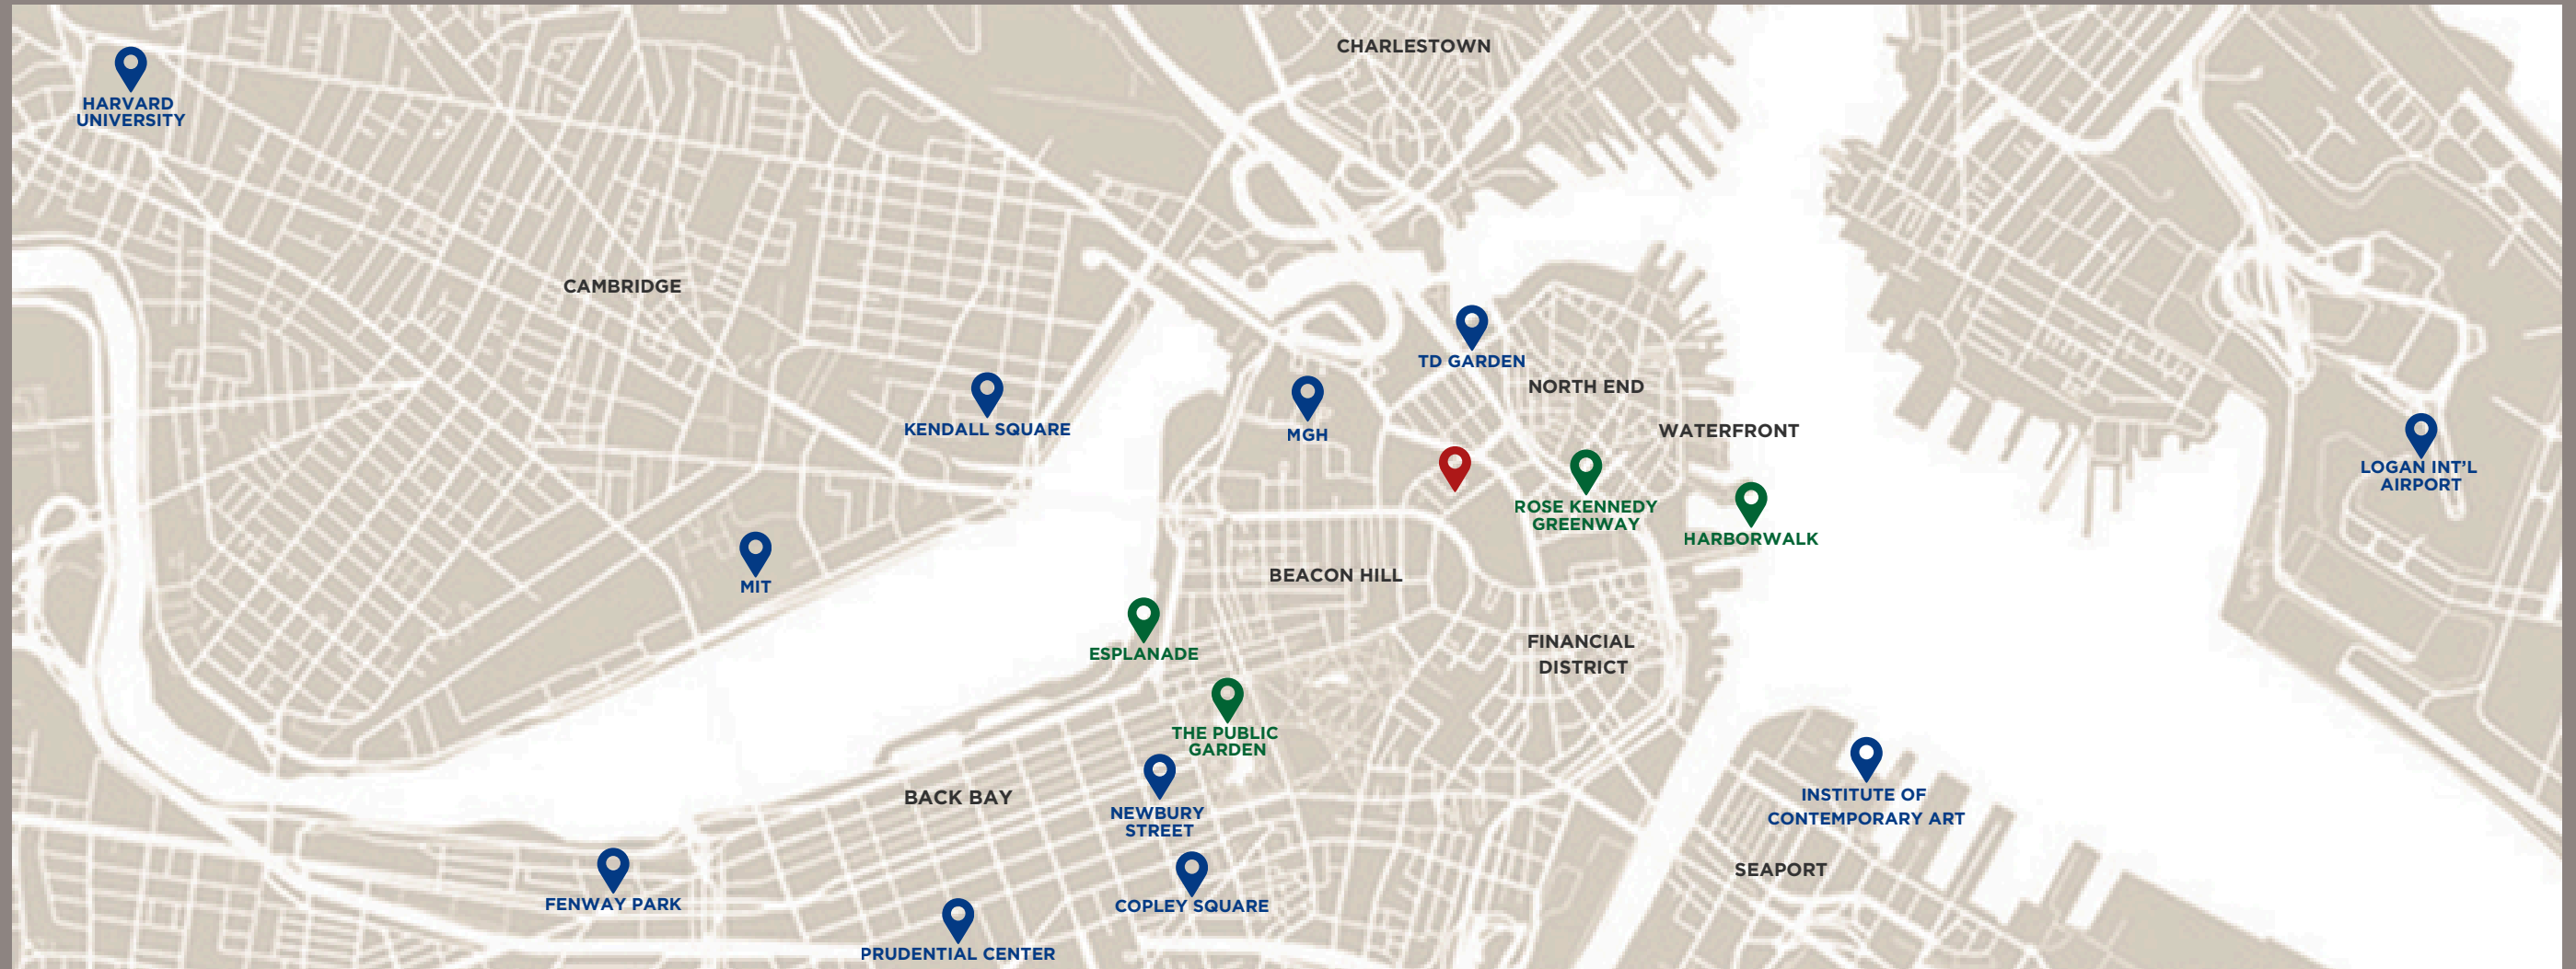 CHARLESTOWN
HARVARD
UNIVERSITY
CAMBRIDGE
TD GARDEN
NORTH END
KENDALL SQUARE
MGH
WATERFRONT
LOGAN INT'L
AIRPORT
ROSE KENNEDY
GREENWAY
HARBORWALK
MIT
BEACON HILL
ESPLANADE
FINANCIAL
DISTRICT
THE PUBLIC
GARDEN
BACK BAY
NEWBURY
STREET
INSTITUTE OF
CONTEMPORARY ART
SEAPORT
FENWAY PARK
COPLEY SQUARE
PRUDENTIAL CENTER